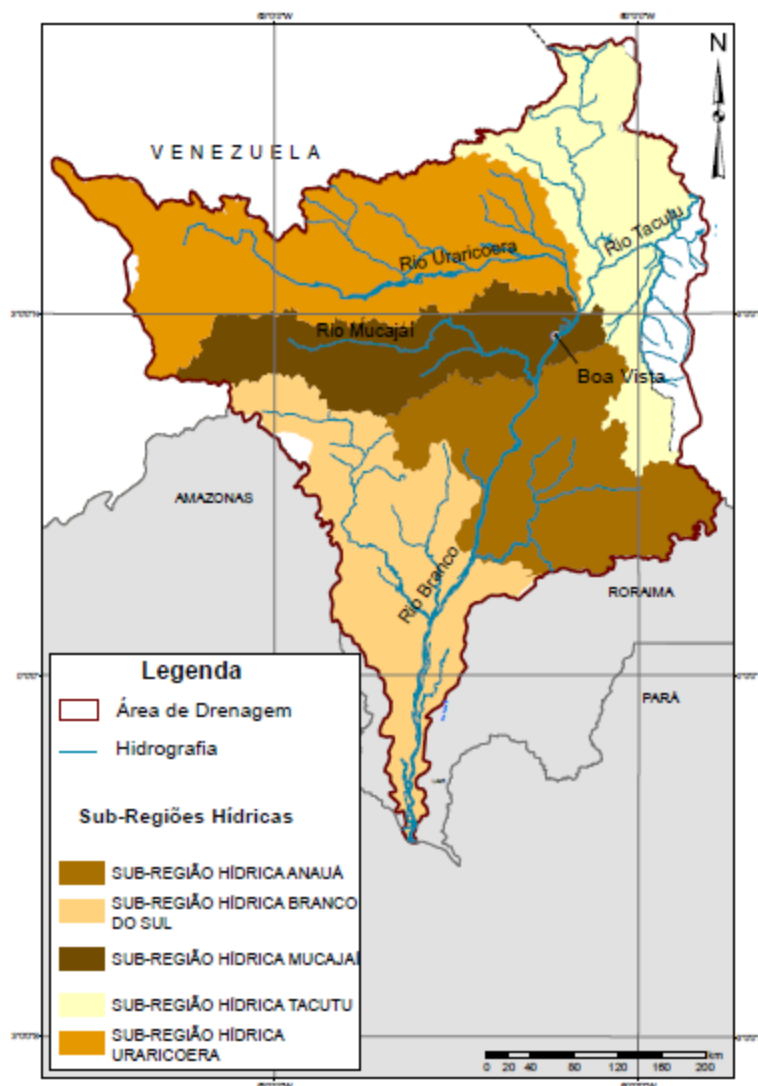 N
VENEZUELA
Rio Tacutu
Rio Uraricoera
Rio Mucajaí
Boa Vista
AMAZONAS
Rio Branco
RORAIMA
PARÁ
Legenda
Área de Drenagem
Hidrografia
Sub-Regiões Hídricas
SUB-REGIÃO HÍDRICA ANAUÁ
SUB-REGIÃO HÍDRICA BRANCO
DO SUL
SUB-REGIÃO HÍDRICA MUCAJAÍ
SUB-REGIÃO HÍDRICA TACUTU
SUB-REGIÃO HÍDRICA
URARICOERA
km
0 20 40 80 120 160 200